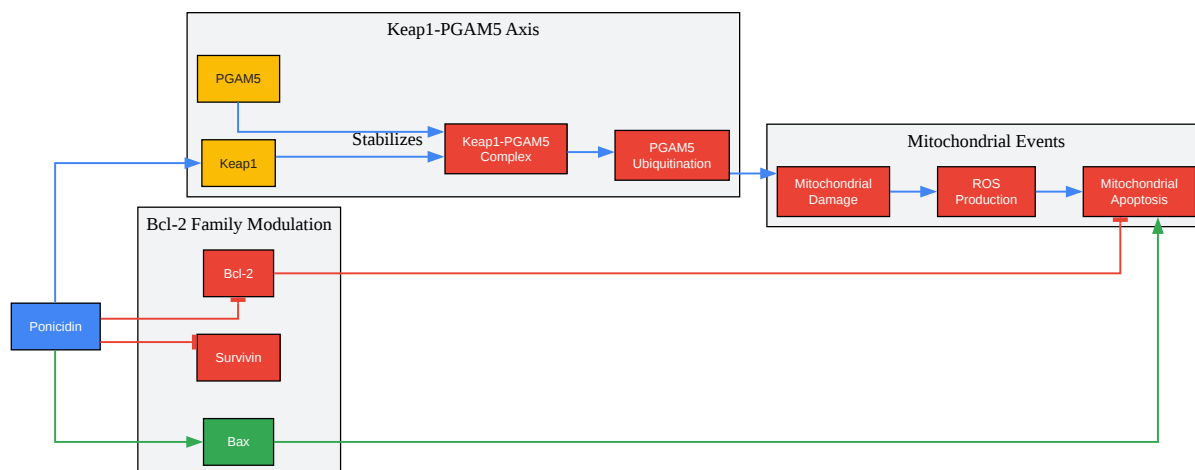 Keap1-PGAM5 Axis
PGAM5
Stabilizes
Keap1
Keap1-PGAM5
Complex
PGAM5
Ubiquitination
Mitochondrial Events
Mitochondrial
Damage
ROS
Production
Mitochondrial
Apoptosis
Bcl-2 Family Modulation
Bcl-2
Ponicidin
Survivin
Bax